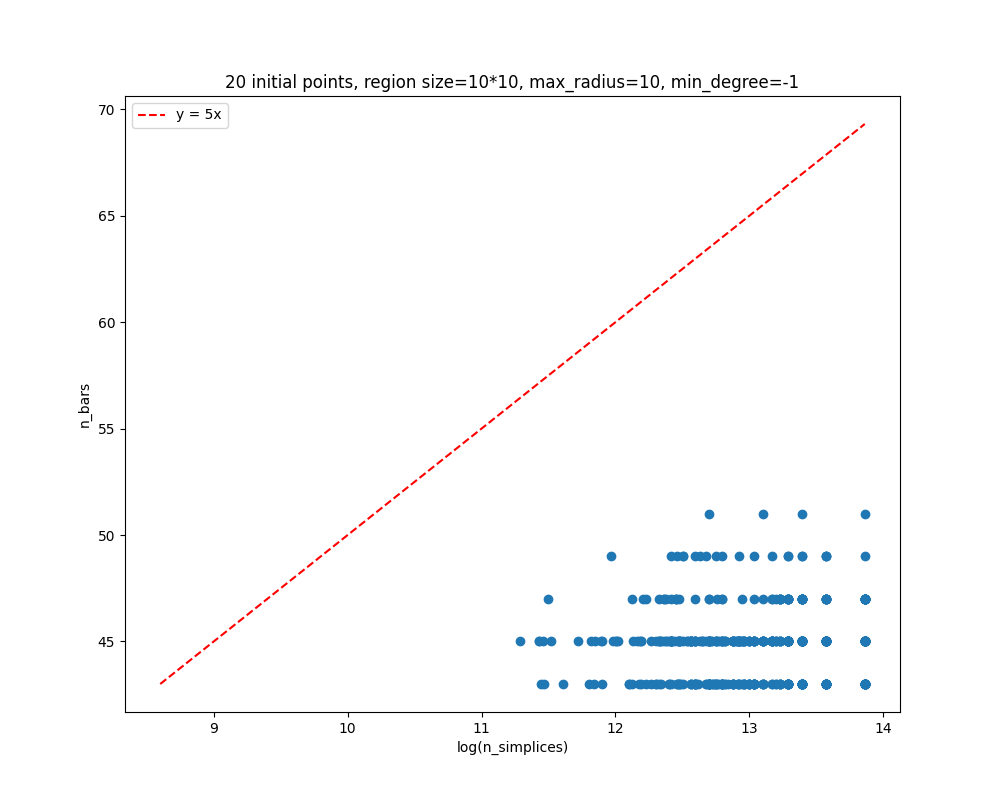 20 initial points, region size=10*10, max_radius=10, min_degree=-1
y = 5x
70
65
60
55
50
45
n_bars
9 10 11 12 13 14
log(n_simplices)